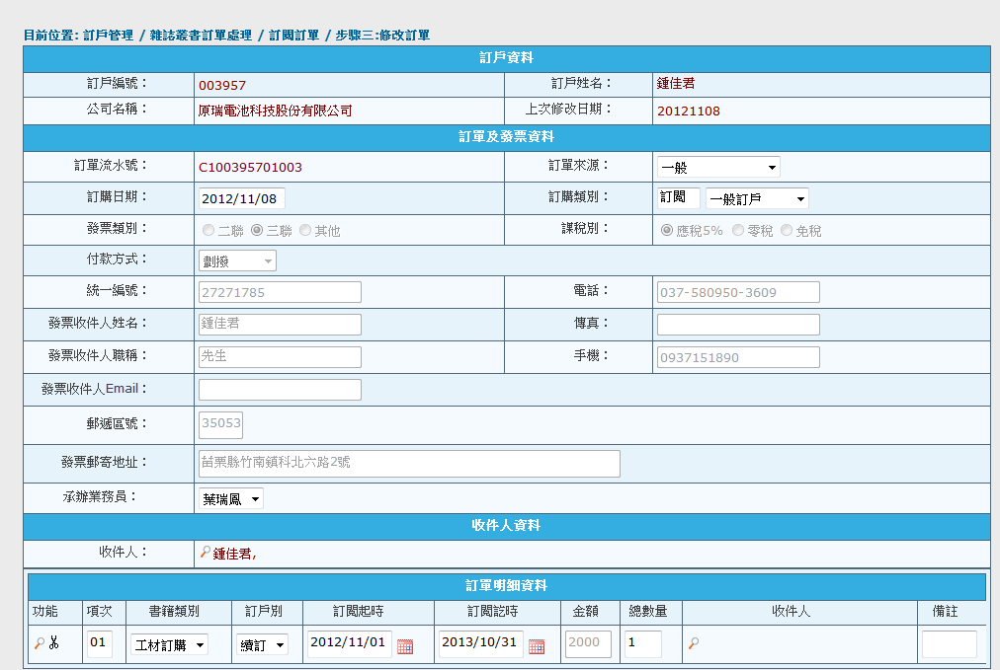 目前位置: 訂戶管理 / 雜誌叢書訂單處理 / 訂閱訂單 / 步驟三:修改訂單
訂戶資料
訂戶編號： 003957 訂戶姓名： 鍾佳君
公司名稱： 原瑞電池科技股份有限公司 上次修改日期： 20121108
訂單及發票資料
訂單流水號： C100395701003 訂單來源： 一般
訂購日期： 2012/11/08 訂購類別： 訂閱 一般訂戶
發票類別： 二聯 三聯 其他 課稅別： 應稅5% 零稅 免稅
付款方式： 劃撥
統一編號： 27271785 電話： 037-580950-3609
發票收件人姓名： 鍾佳君 傳真：
發票收件人職稱： 先生 手機： 0937151890
發票收件人Email：
郵遞區號： 35053
發票郵寄地址： 苗栗縣竹南鎮科北六路2號
承辦業務員： 葉瑞鳳
收件人資料
收件人： 鍾佳君,
訂單明細資料
功能 項次 書籍類別 訂戶別 訂閱起時 訂閱訖時 金額 總數量 收件人 備註
01 工材訂購 續訂 2012/11/01 2013/10/31 2000 1